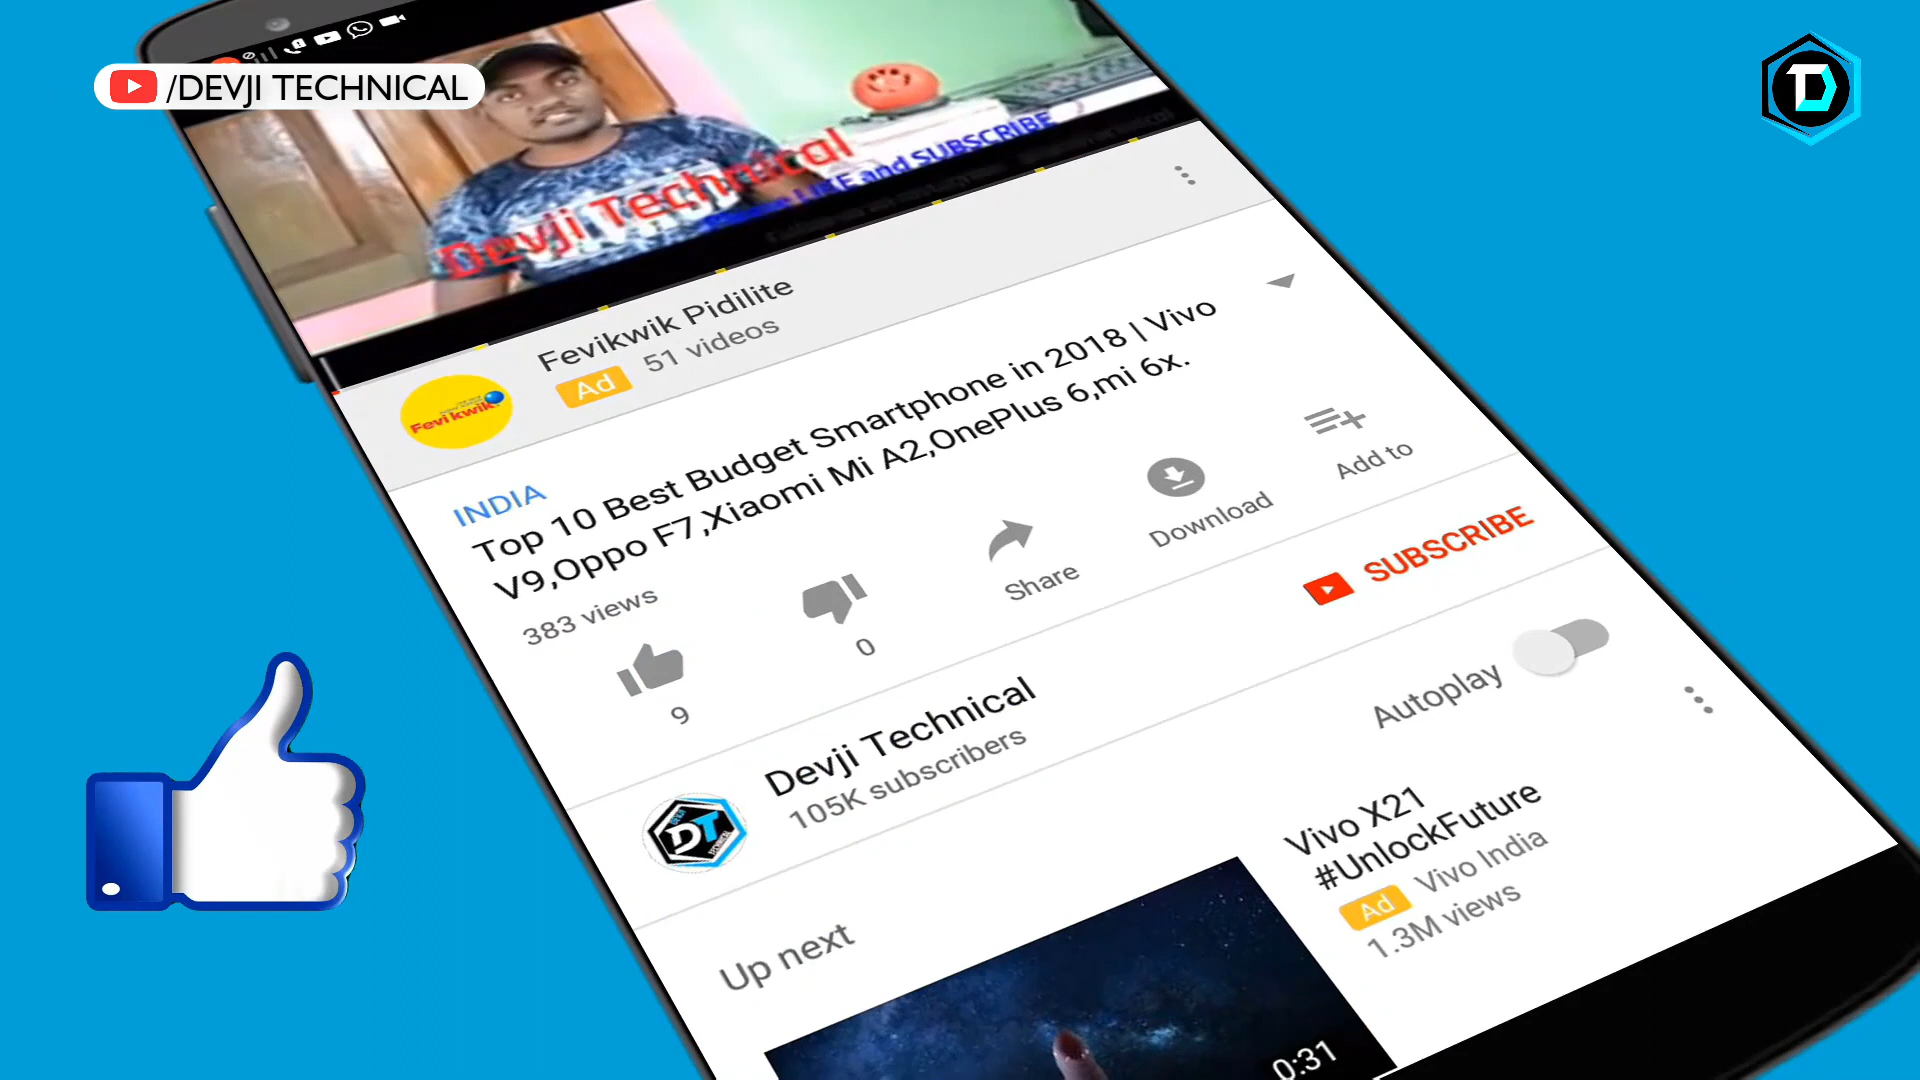 /DEVJI TECHNICAL
Devji Technical
LIKE and SUBSCRIBE
Fevikwik Pidilite
Ad 51 videos
Fevi kwik
INDIA
Top 10 Best Budget Smartphone in 2018 | Vivo
V9,Oppo F7,Xiaomi Mi A2,OnePlus 6,mi 6x.
383 views
9
0
Share
Download
Add to
Devji Technical
105K subscribers
SUBSCRIBE
DT
Autoplay
Up next
Vivo X21
#UnlockFuture
Ad Vivo India
1.3M views
0:31